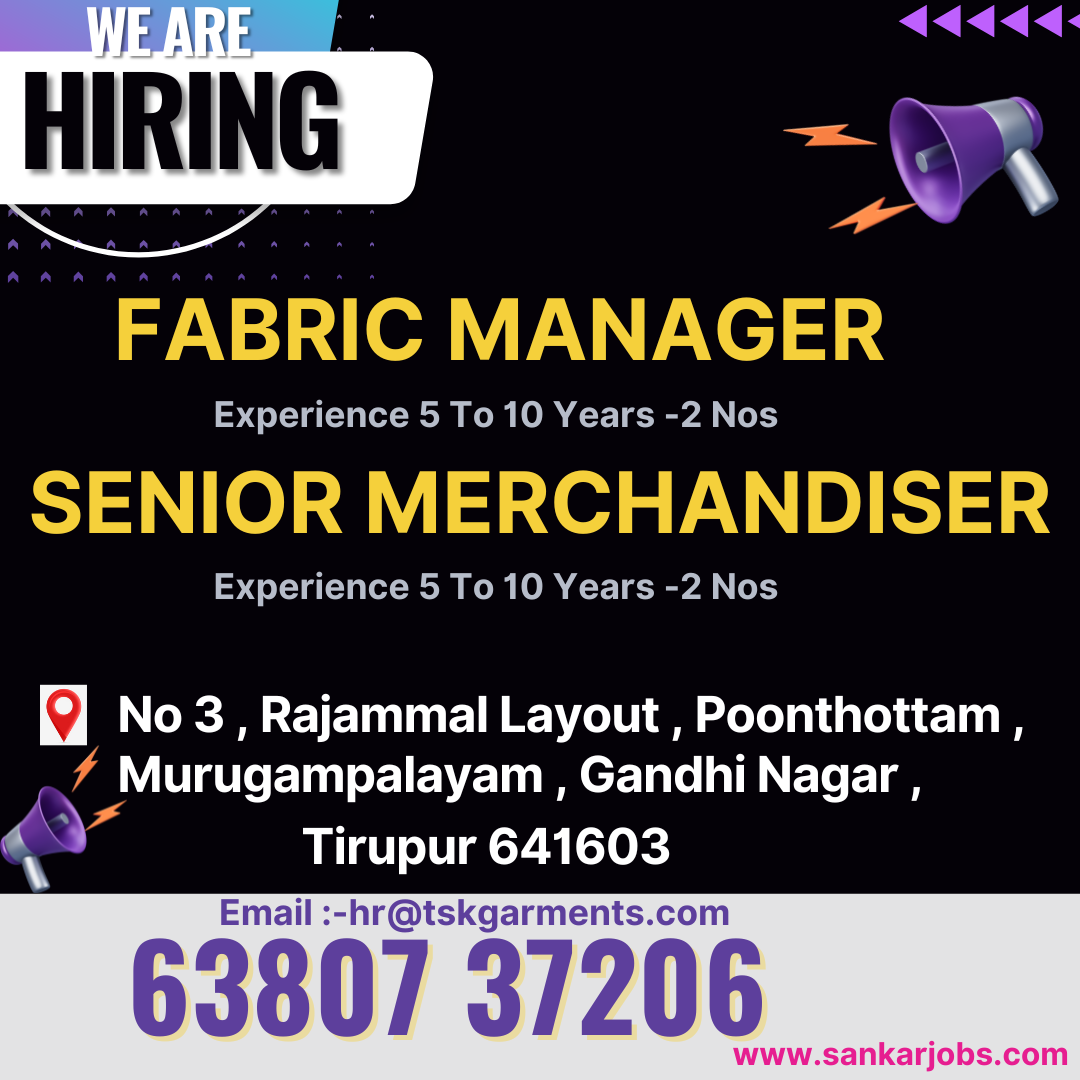 WE ARE
HIRING
FABRIC MANAGER
Experience 5 To 10 Years -2 Nos
SENIOR MERCHANDISER
Experience 5 To 10 Years -2 Nos
No 3 , Rajammal Layout , Poonthottam ,
Murugampalayam , Gandhi Nagar ,
Tirupur 641603
Email :-hr@tskgarments.com
63807 37206
www.sankarjobs.com